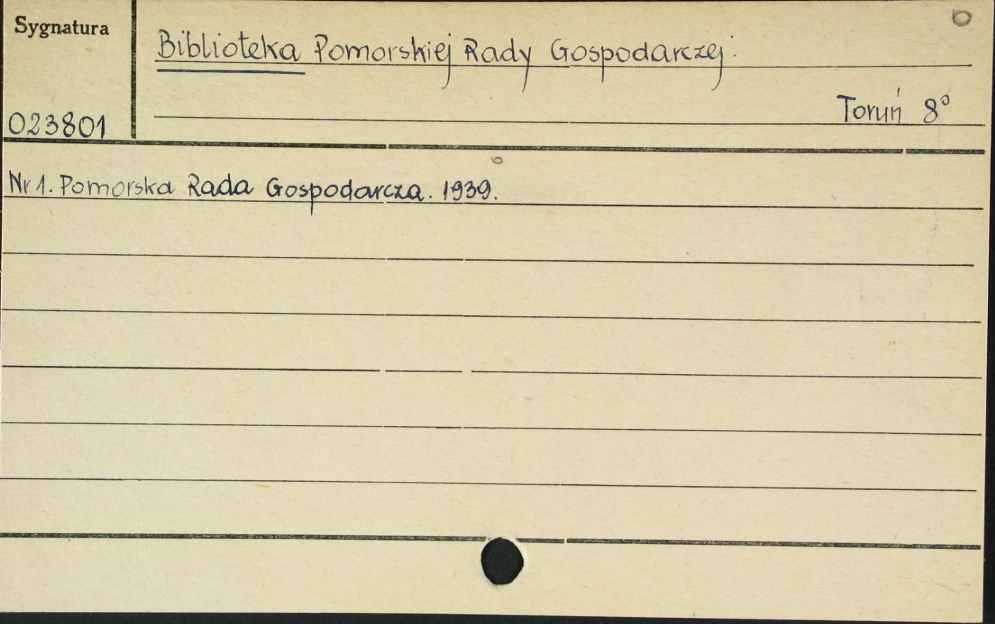 Sygnatura
Biblioteka Pomorskiej Rady Gospodarczej.
Toruń 8°
023801
Nr 1. Pomorska Rada Gospodarcza. 1939.